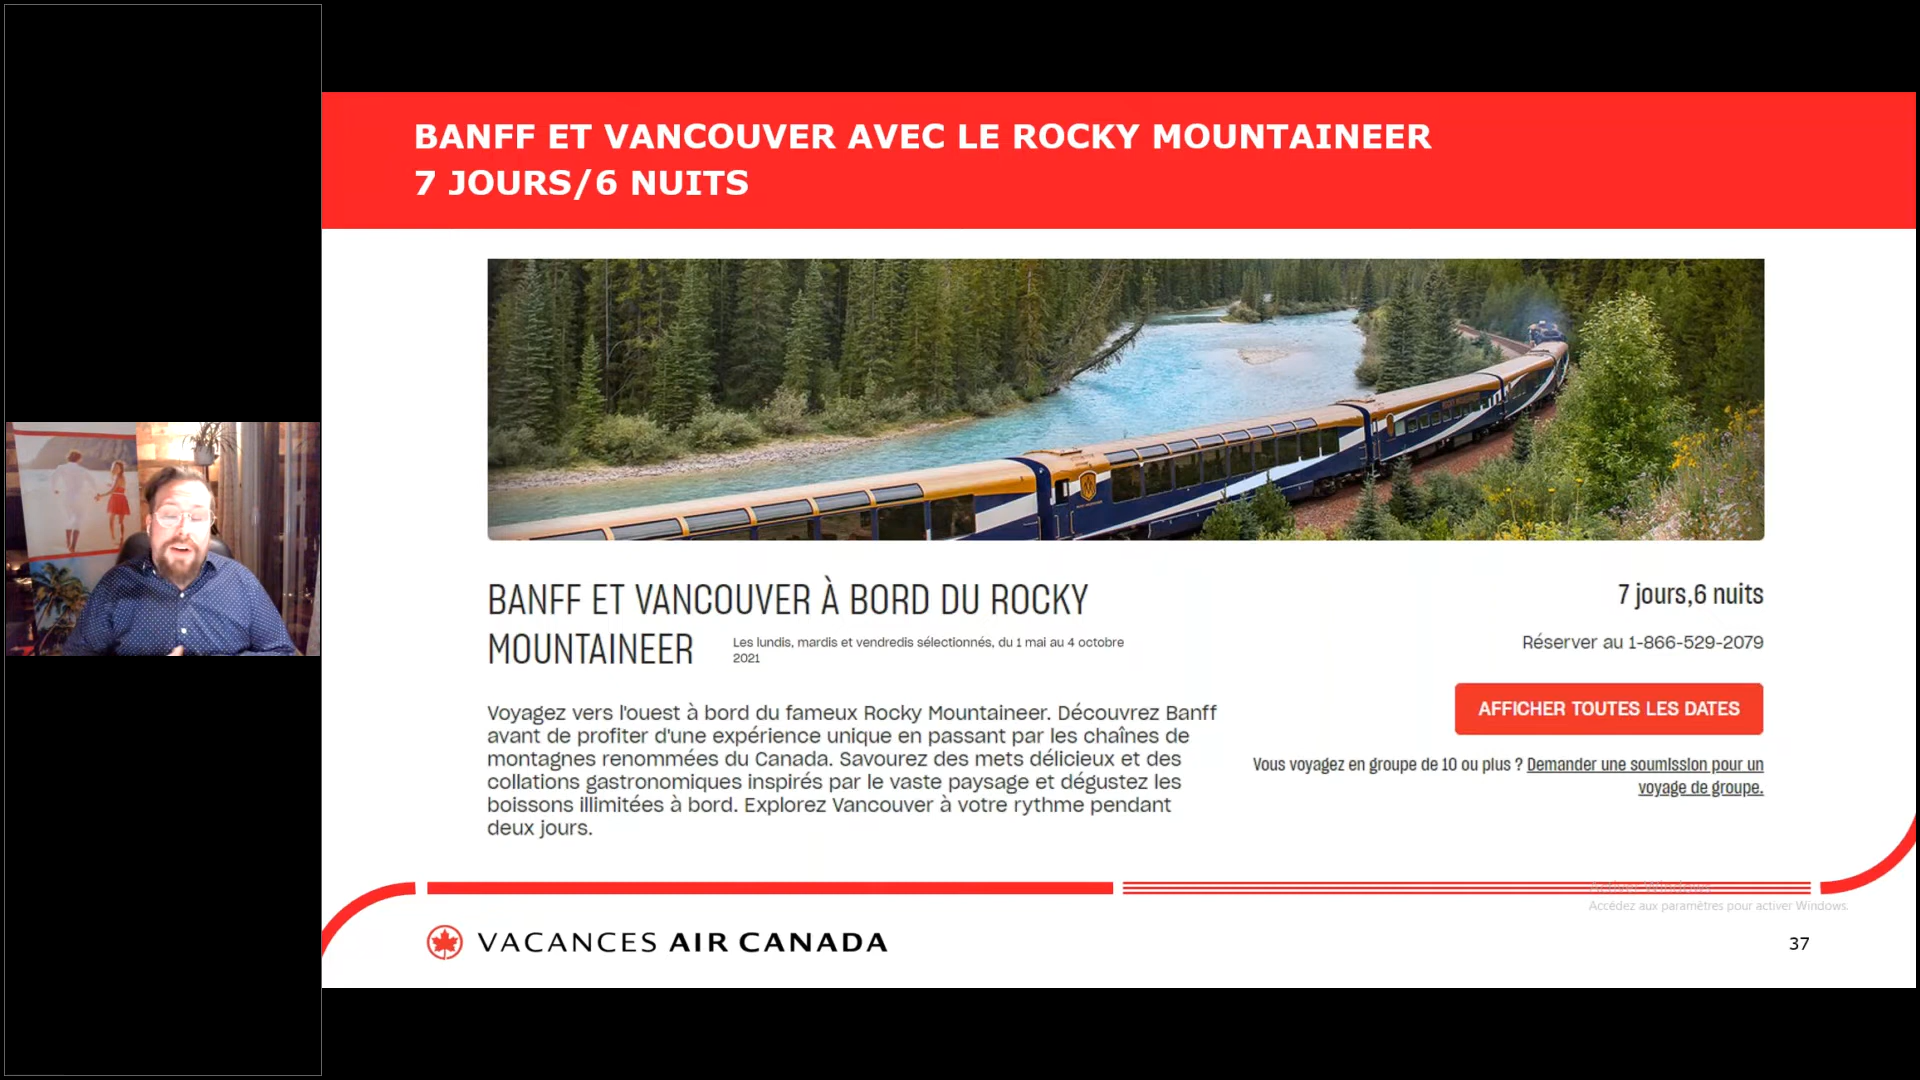 BANFF ET VANCOUVER AVEC LE ROCKY MOUNTAINEER
7 JOURS/6 NUITS
BANFF ET VANCOUVER À BORD DU ROCKY
MOUNTAINEER
Les lundis, mardis et vendredis sélectionnés, du 1 mai au 4 octobre
2021
Voyagez vers l'ouest à bord du fameux Rocky Mountaineer. Découvrez Banff
avant de profiter d'une expérience unique en passant par les chaînes de
montagnes renommées du Canada. Savourez des mets délicieux et des
collations gastronomiques inspirés par le vaste paysage et dégustez les
boissons illimitées à bord. Explorez Vancouver à votre rythme pendant
deux jours.
7 jours,6 nuits
Réserver au 1-866-529-2079
AFFICHER TOUTES LES DATES
Vous voyagez en groupe de 10 ou plus ? Demander une soumission pour un
voyage de groupe.
Activer Windows
Accédez aux paramètres pour activer Windows.
VACANCES AIR CANADA
37